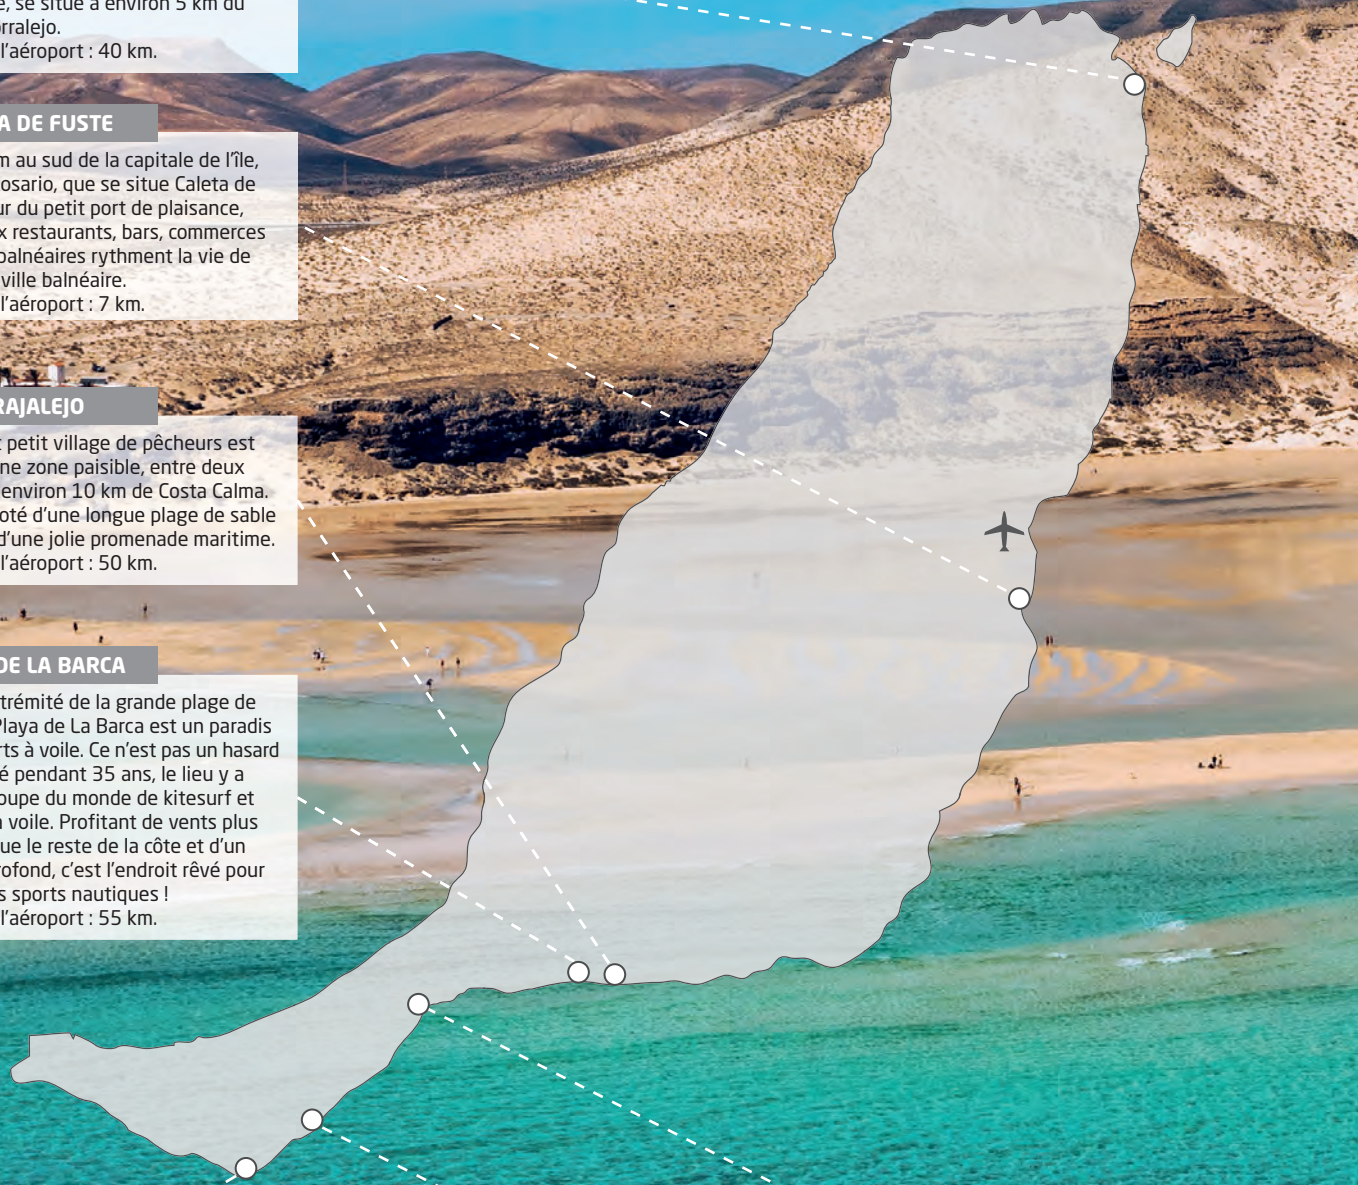 , se situe à environ 5 km du
rralejo.
l'aéroport : 40 km.
A DE FUSTE
m au sud de la capitale de l'île,
osario, que se situe Caleta de
ur du petit port de plaisance,
x restaurants, bars, commerces
balnéaires rythment la vie de
ville balnéaire.
l'aéroport : 7 km.
RAJALEJO
t petit village de pêcheurs est
ne zone paisible, entre deux
environ 10 km de Costa Calma.
oté d'une longue plage de sable
d'une jolie promenade maritime.
l'aéroport : 50 km.
DE LA BARCA
trémité de la grande plage de
Playa de La Barca est un paradis
rts à voile. Ce n'est pas un hasard
é pendant 35 ans, le lieu y a
oupe du monde de kitesurf et
à voile. Profitant de vents plus
ue le reste de la côte et d'un
rofond, c'est l'endroit rêvé pour
s sports nautiques !
l'aéroport : 55 km.